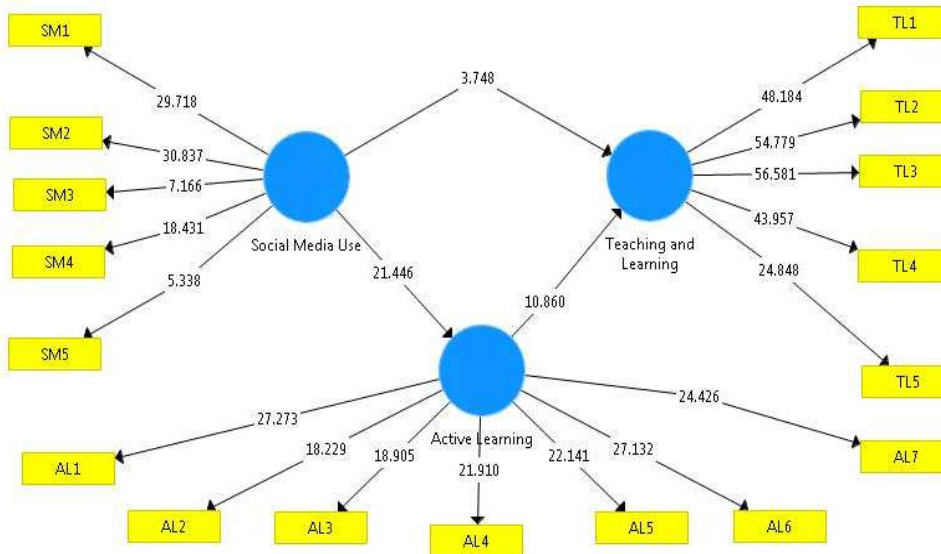 SM1
TL1
3.748
29.718
48.184
SM2
TL2
30.837
54.779
SM3
7.166
56.581
TL3
18.431
43.957
SM4
Social Media Use
Teaching and
Learning
TL4
5.338
21.446
24.848
10.860
SM5
TL5
24.426
27.273
Active Learning
18.229
18.905
21.910
22.141
27.132
AL1
AL7
AL2
AL3
AL4
AL5
AL6